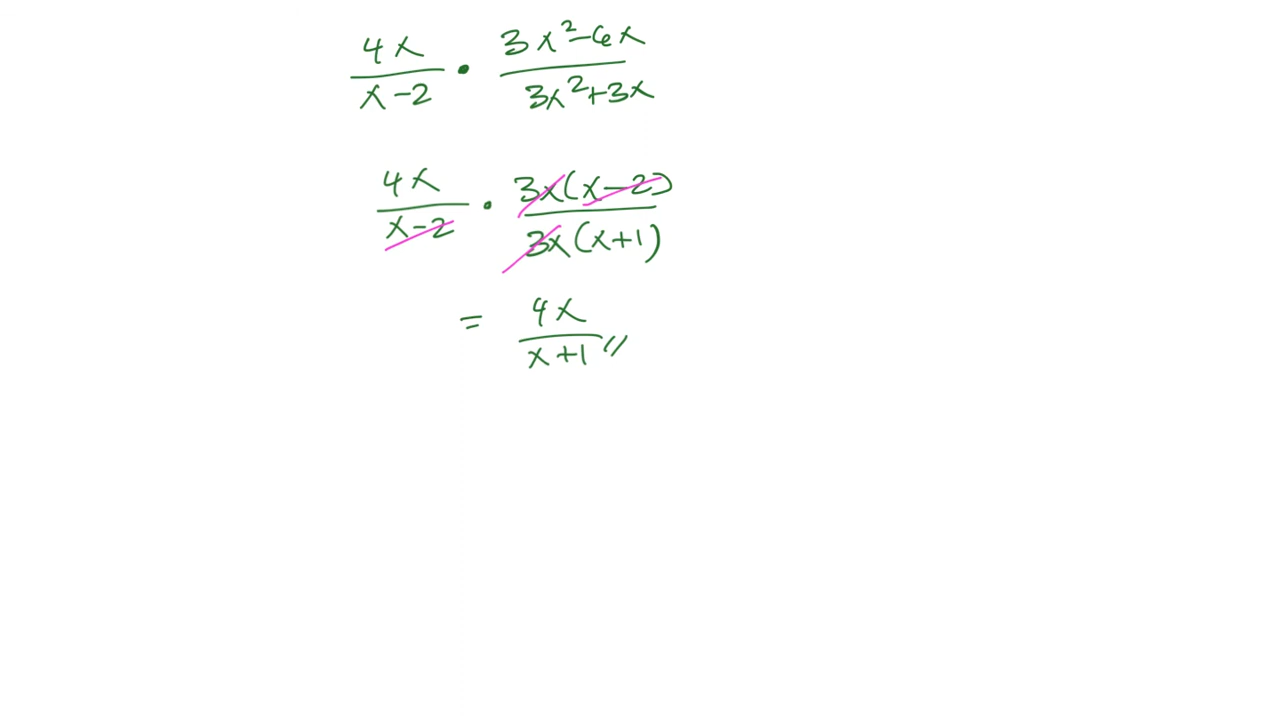 4x/(x-2) · (3x²-6x)/(3x²+3x)
4x/(x-2) · 3x(x-2)/3x(x+1)
= 4x/(x+1) //